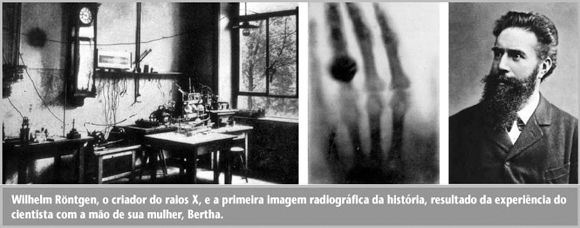 Wilhelm Röntgen, o criador do raios X, e a primeira imagem radiográfica da história, resultado da experiência do
cientista com a mão de sua mulher, Bertha.